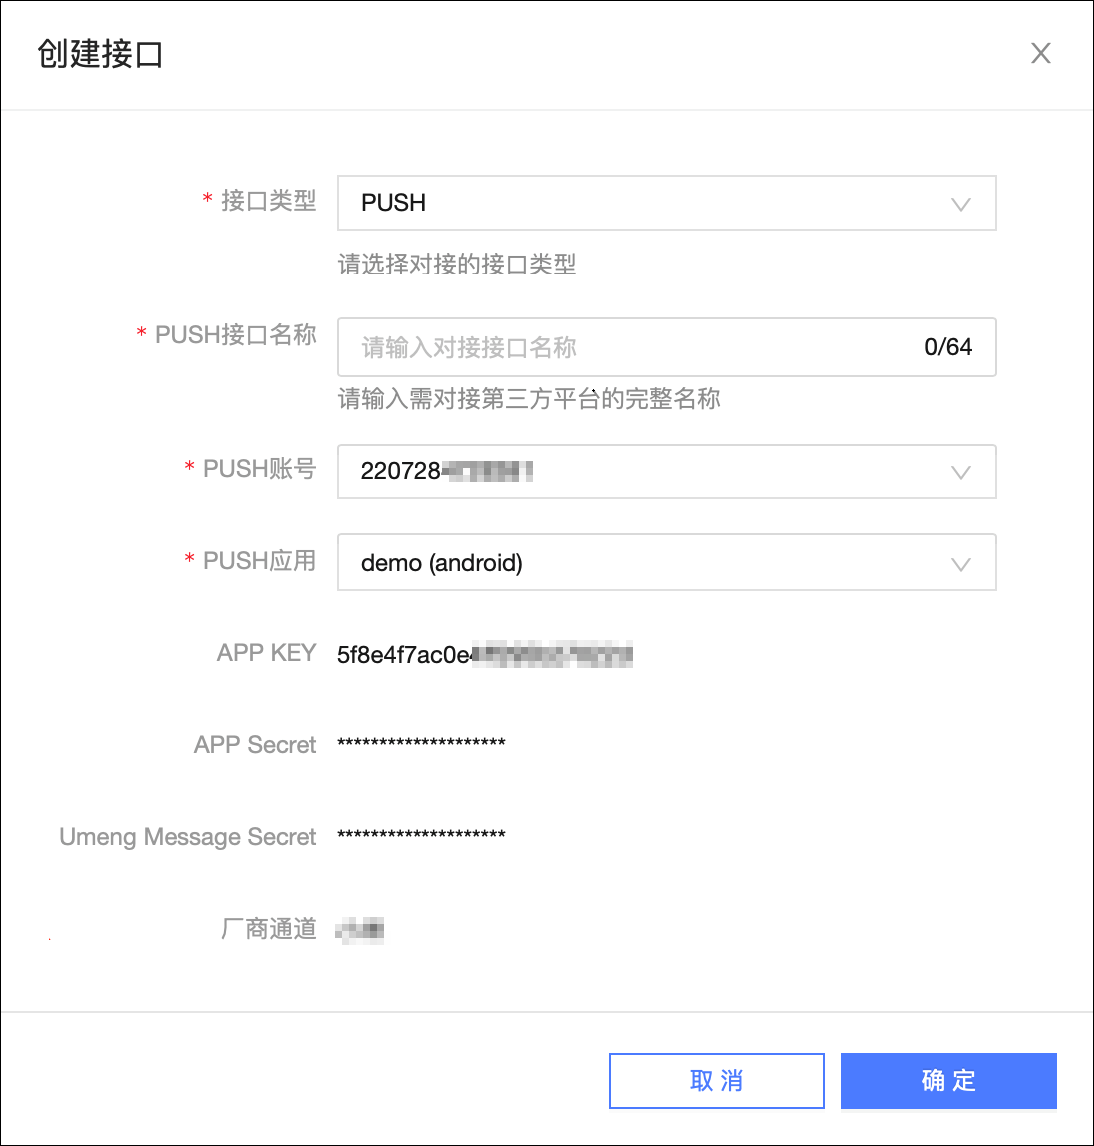 创建接口
* 接口类型 PUSH
请选择对接的接口类型
* PUSH接口名称 请输入对接接口名称 0/64
请输入需对接第三方平台的完整名称
* PUSH账号 220728
* PUSH应用 demo (android)
APP KEY 5f8e4f7ac0e
APP Secret ********************
Umeng Message Secret ********************
厂商通道
取 消 确 定